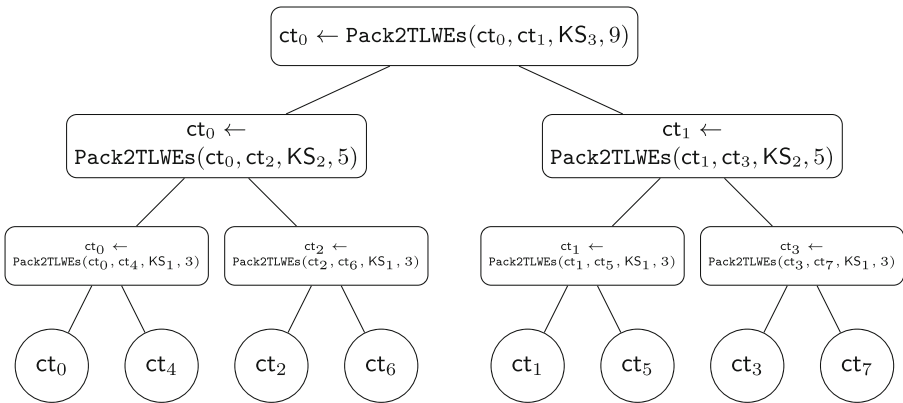 ct₀ ← Pack2TLWEs(ct₀, ct₁, KS₃, 9)
ct₀ ←
Pack2TLWEs(ct₀, ct₂, KS₂, 5)
ct₁ ←
Pack2TLWEs(ct₁, ct₃, KS₂, 5)
ct₀ ←
Pack2TLWEs(ct₀, ct₄, KS₁, 3)
ct₂ ←
Pack2TLWEs(ct₂, ct₆, KS₁, 3)
ct₁ ←
Pack2TLWEs(ct₁, ct₅, KS₁, 3)
ct₃ ←
Pack2TLWEs(ct₃, ct₇, KS₁, 3)
ct₀
ct₄
ct₂
ct₆
ct₁
ct₅
ct₃
ct₇